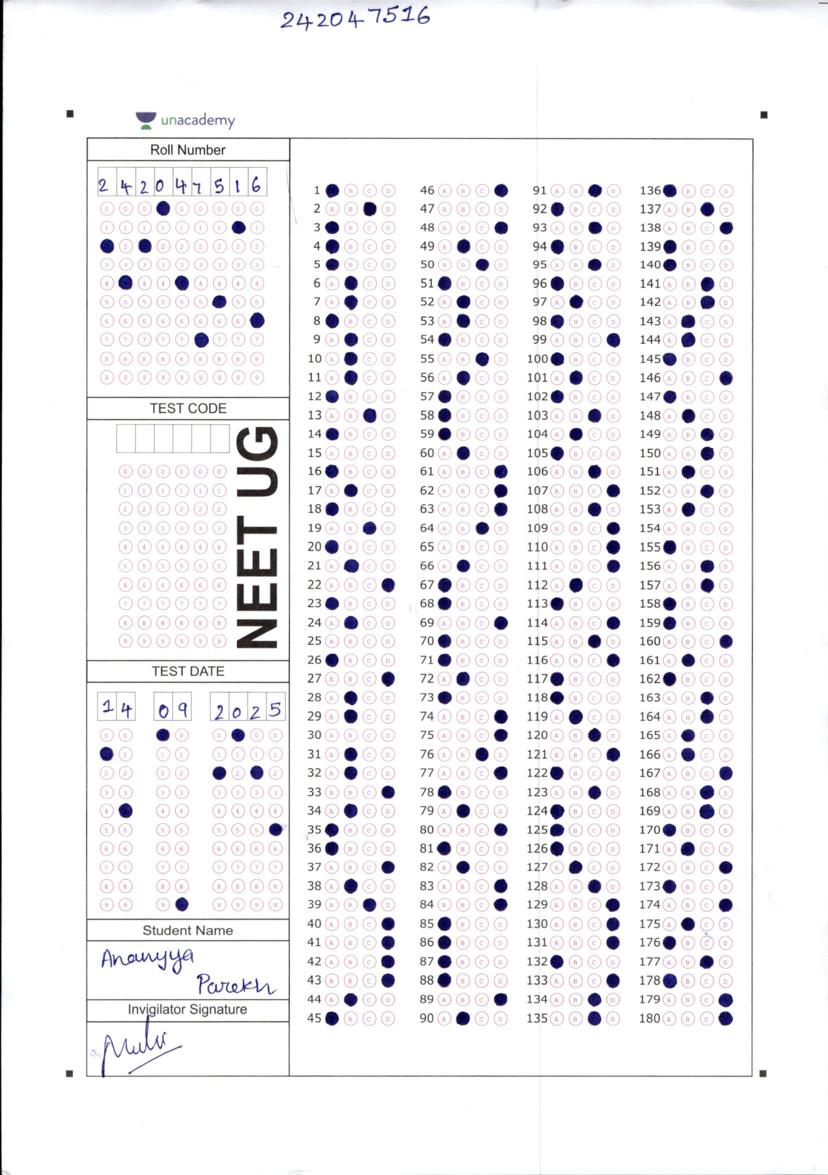 242047516
unacademy
Roll Number
2 4 2 0 4 7 5 1 6
TEST CODE
NEET UG
TEST DATE
14 09 2025
Student Name
Ananyya
Parekh
Invigilator Signature
1 B C D
2 A B D
3 B C D
4 B C D
5 B C D
6 A C D
7 A C D
8 B C D
9 A C D
10 A C D
11 A C D
12 B C D
13 A B D
14 B C D
15 A B C D
16 B C D
17 A C D
18 B C D
19 A B D
20 B C D
21 A C D
22 A B C
23 B C D
24 A C D
25 A B C D
26 B C D
27 A B C
28 A C D
29 A C D
30 A B C D
31 A C D
32 A C D
33 A B C
34 A C D
35 B C D
36 B C D
37 A B C
38 A C D
39 A B D
40 A B C
41 A B C
42 A B C
43 A B C
44 A C D
45 B C D
46 A B C
47 A B C D
48 A B C
49 A C D
50 A B D
51 B C D
52 A C D
53 A C D
54 B C D
55 A B D
56 A C D
57 B C D
58 B C D
59 B C D
60 A C D
61 A B C
62 A B C
63 A B C
64 A B D
65 A B C D
66 A C D
67 B C D
68 B C D
69 A B C
70 B C D
71 B C D
72 A C D
73 B C D
74 A B C
75 A B C
76 A B D
77 A B C
78 B C D
79 A C D
80 A B C
81 B C D
82 A C D
83 A B C
84 A B C
85 B C D
86 B C D
87 B C D
88 B C D
89 A B C
90 A C D
91 A B D
92 B C D
93 A B D
94 B C D
95 A B D
96 B C D
97 A C D
98 B C D
99 A B C
100 B C D
101 A C D
102 B C D
103 A B D
104 A C D
105 B C D
106 A B D
107 A B C
108 A B D
109 A B C
110 A B C
111 A B C
112 A C D
113 B C D
114 A B C
115 A B D
116 A B C
117 B C D
118 B C D
119 A C D
120 A B D
121 A B C
122 B C D
123 A B D
124 B C D
125 B C D
126 B C D
127 A C D
128 A B D
129 A B C
130 A B C
131 A B C
132 B C D
133 A B C
134 A B D
135 A B D
136 B C D
137 A B D
138 A B C
139 B C D
140 B C D
141 A B D
142 A B D
143 A C D
144 A C D
145 B C D
146 A B C
147 B C D
148 A C D
149 A B D
150 A B D
151 A C D
152 A B D
153 A C D
154 A B C D
155 B C D
156 A B D
157 A B D
158 B C D
159 B C D
160 A B C
161 A C D
162 B C D
163 A B D
164 A B D
165 A C D
166 A C D
167 A B C
168 A B D
169 A B D
170 B C D
171 A C D
172 A B C
173 B C D
174 A B C
175 A C D
176 B C D
177 A B D
178 B C D
179 A B C
180 A B C